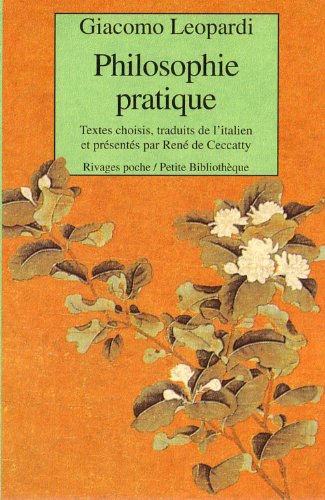 Giacomo Leopardi
Philosophie
pratique
Textes choisis, traduits de l'italien
et présentés par René de Ceccatty
Rivages poche / Petite Bibliothèque